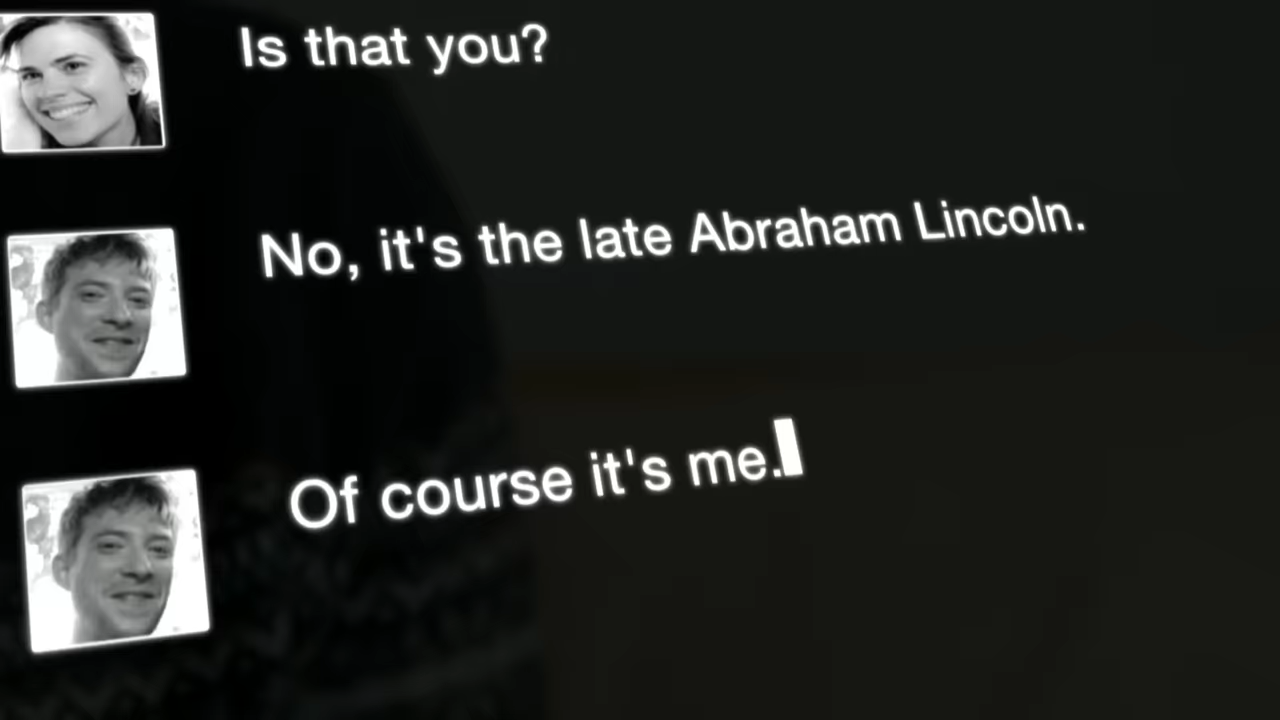 Is that you?
No, it's the late Abraham Lincoln.
Of course it's me.